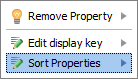 Remove Property
Edit display key
Sort Properties